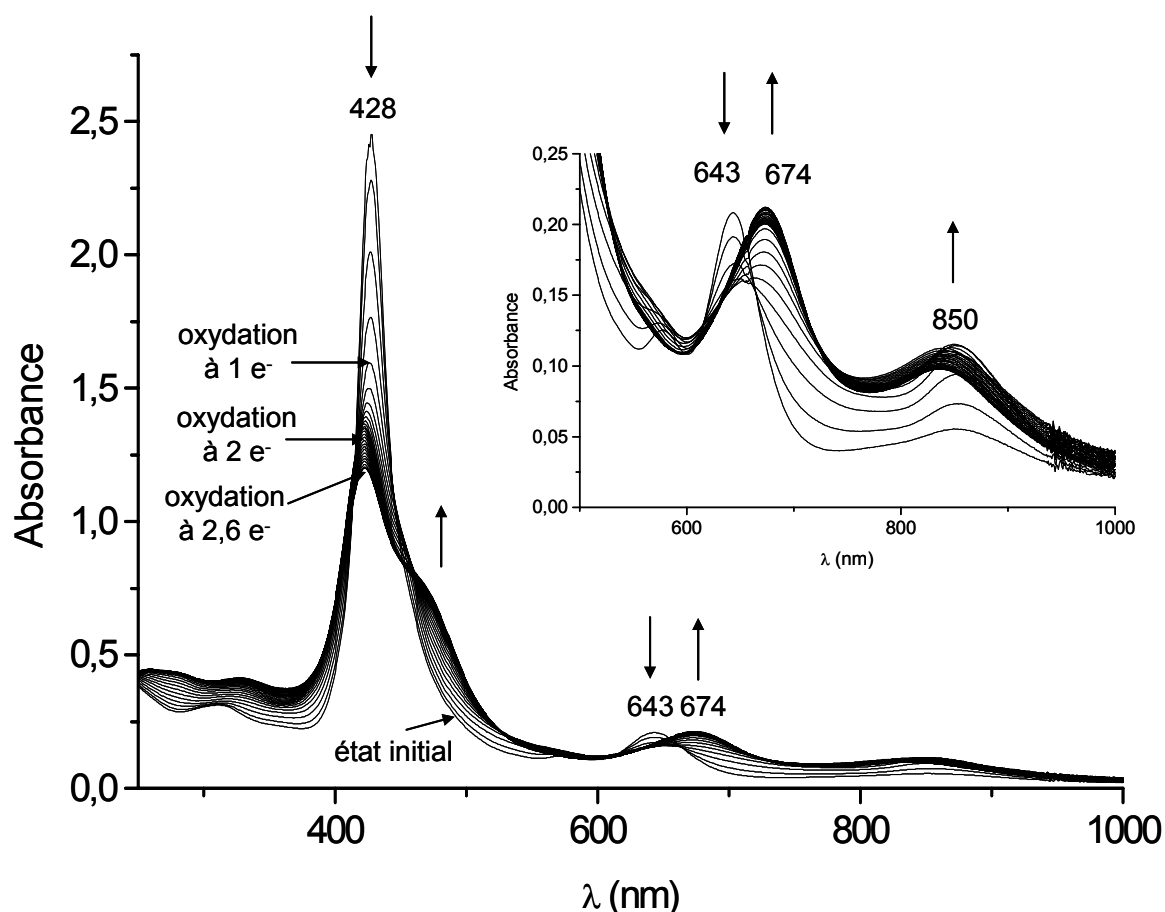 428
2,5
2,0
1,5
1,0
0,5
0,0
Absorbance
oxydation
à 1 e-
oxydation
à 2 e-
oxydation
à 2,6 e-
état initial
643 674
400
600
800
1000
λ (nm)
643 674
850
0,25
0,20
0,15
0,10
0,05
0,00
Absorbance
600
800
1000
λ (nm)